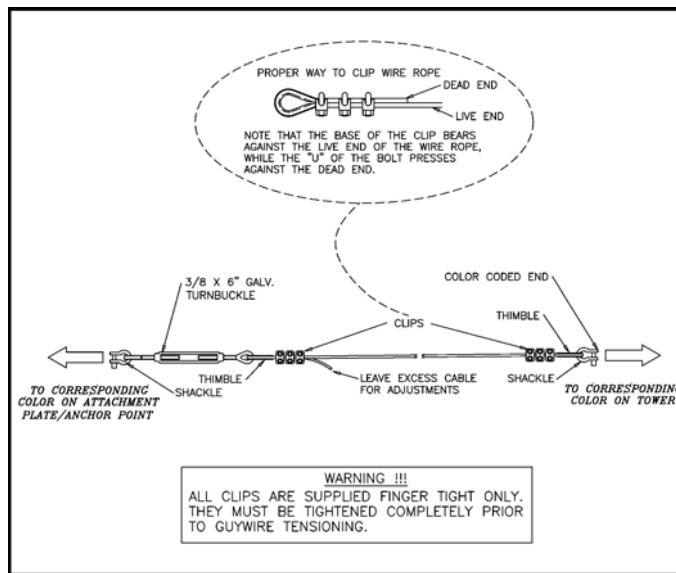 PROPER WAY TO CLIP WIRE ROPE
DEAD END
LIVE END
NOTE THAT THE BASE OF THE CLIP BEARS
AGAINST THE LIVE END OF THE WIRE ROPE,
WHILE THE "U" OF THE BOLT PRESSES
AGAINST THE DEAD END.
3/8 X 6" GALV.
TURNBUCKLE
COLOR CODED END
CLIPS
THIMBLE
THIMBLE
SHACKLE
LEAVE EXCESS CABLE
FOR ADJUSTMENTS
SHACKLE
TO CORRESPONDING
COLOR ON ATTACHMENT
PLATE/ANCHOR POINT
TO CORRESPONDING
COLOR ON TOWER
WARNING !!!
ALL CLIPS ARE SUPPLIED FINGER TIGHT ONLY.
THEY MUST BE TIGHTENED COMPLETELY PRIOR
TO GUYWIRE TENSIONING.